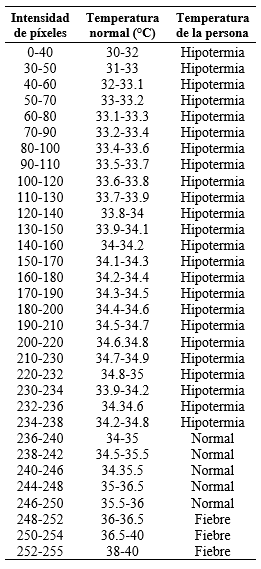 Intensidad de píxeles Temperatura normal (°C) Temperatura de la persona
0-40 30-32 Hipotermia
30-50 31-33 Hipotermia
40-60 32-33.1 Hipotermia
50-70 33-33.2 Hipotermia
60-80 33.1-33.3 Hipotermia
70-90 33.2-33.4 Hipotermia
80-100 33.4-33.6 Hipotermia
90-110 33.5-33.7 Hipotermia
100-120 33.6-33.8 Hipotermia
110-130 33.7-33.9 Hipotermia
120-140 33.8-34 Hipotermia
130-150 33.9-34.1 Hipotermia
140-160 34-34.2 Hipotermia
150-170 34.1-34.3 Hipotermia
160-180 34.2-34.4 Hipotermia
170-190 34.3-34.5 Hipotermia
180-200 34.4-34.6 Hipotermia
190-210 34.5-34.7 Hipotermia
200-220 34.6.34.8 Hipotermia
210-230 34.7-34.9 Hipotermia
220-232 34.8-35 Hipotermia
230-234 33.9-34.2 Hipotermia
232-236 34.34.6 Hipotermia
234-238 34.2-34.8 Hipotermia
236-240 34-35 Normal
238-242 34.5-35.5 Normal
240-246 34.35.5 Normal
244-248 35-36.5 Normal
246-250 35.5-36 Normal
248-252 36-36.5 Fiebre
250-254 36.5-40 Fiebre
252-255 38-40 Fiebre